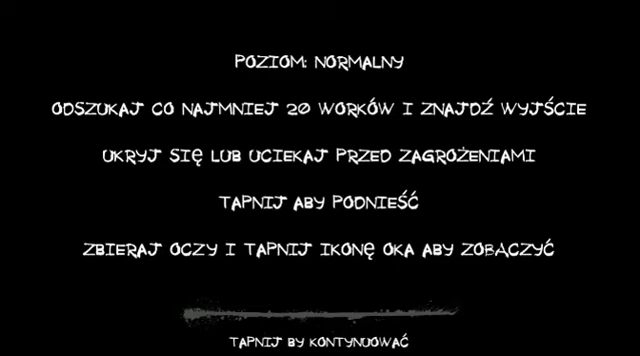 POZIOM: NORMALNY
ODSZUKAJ CO NAJMNIEJ 20 WORKÓW I ZNAJDŹ WYJŚCIE
UKRYJ SIĘ LUB UCIEKAJ PRZED ZAGROŻENIAMI
TAPNIJ ABY PODNIEŚĆ
ZBIERAJ OCZY I TAPNIJ IKONĘ OKA ABY ZOBACZYĆ
TAPNIJ BY KONTYNUOWAĆ